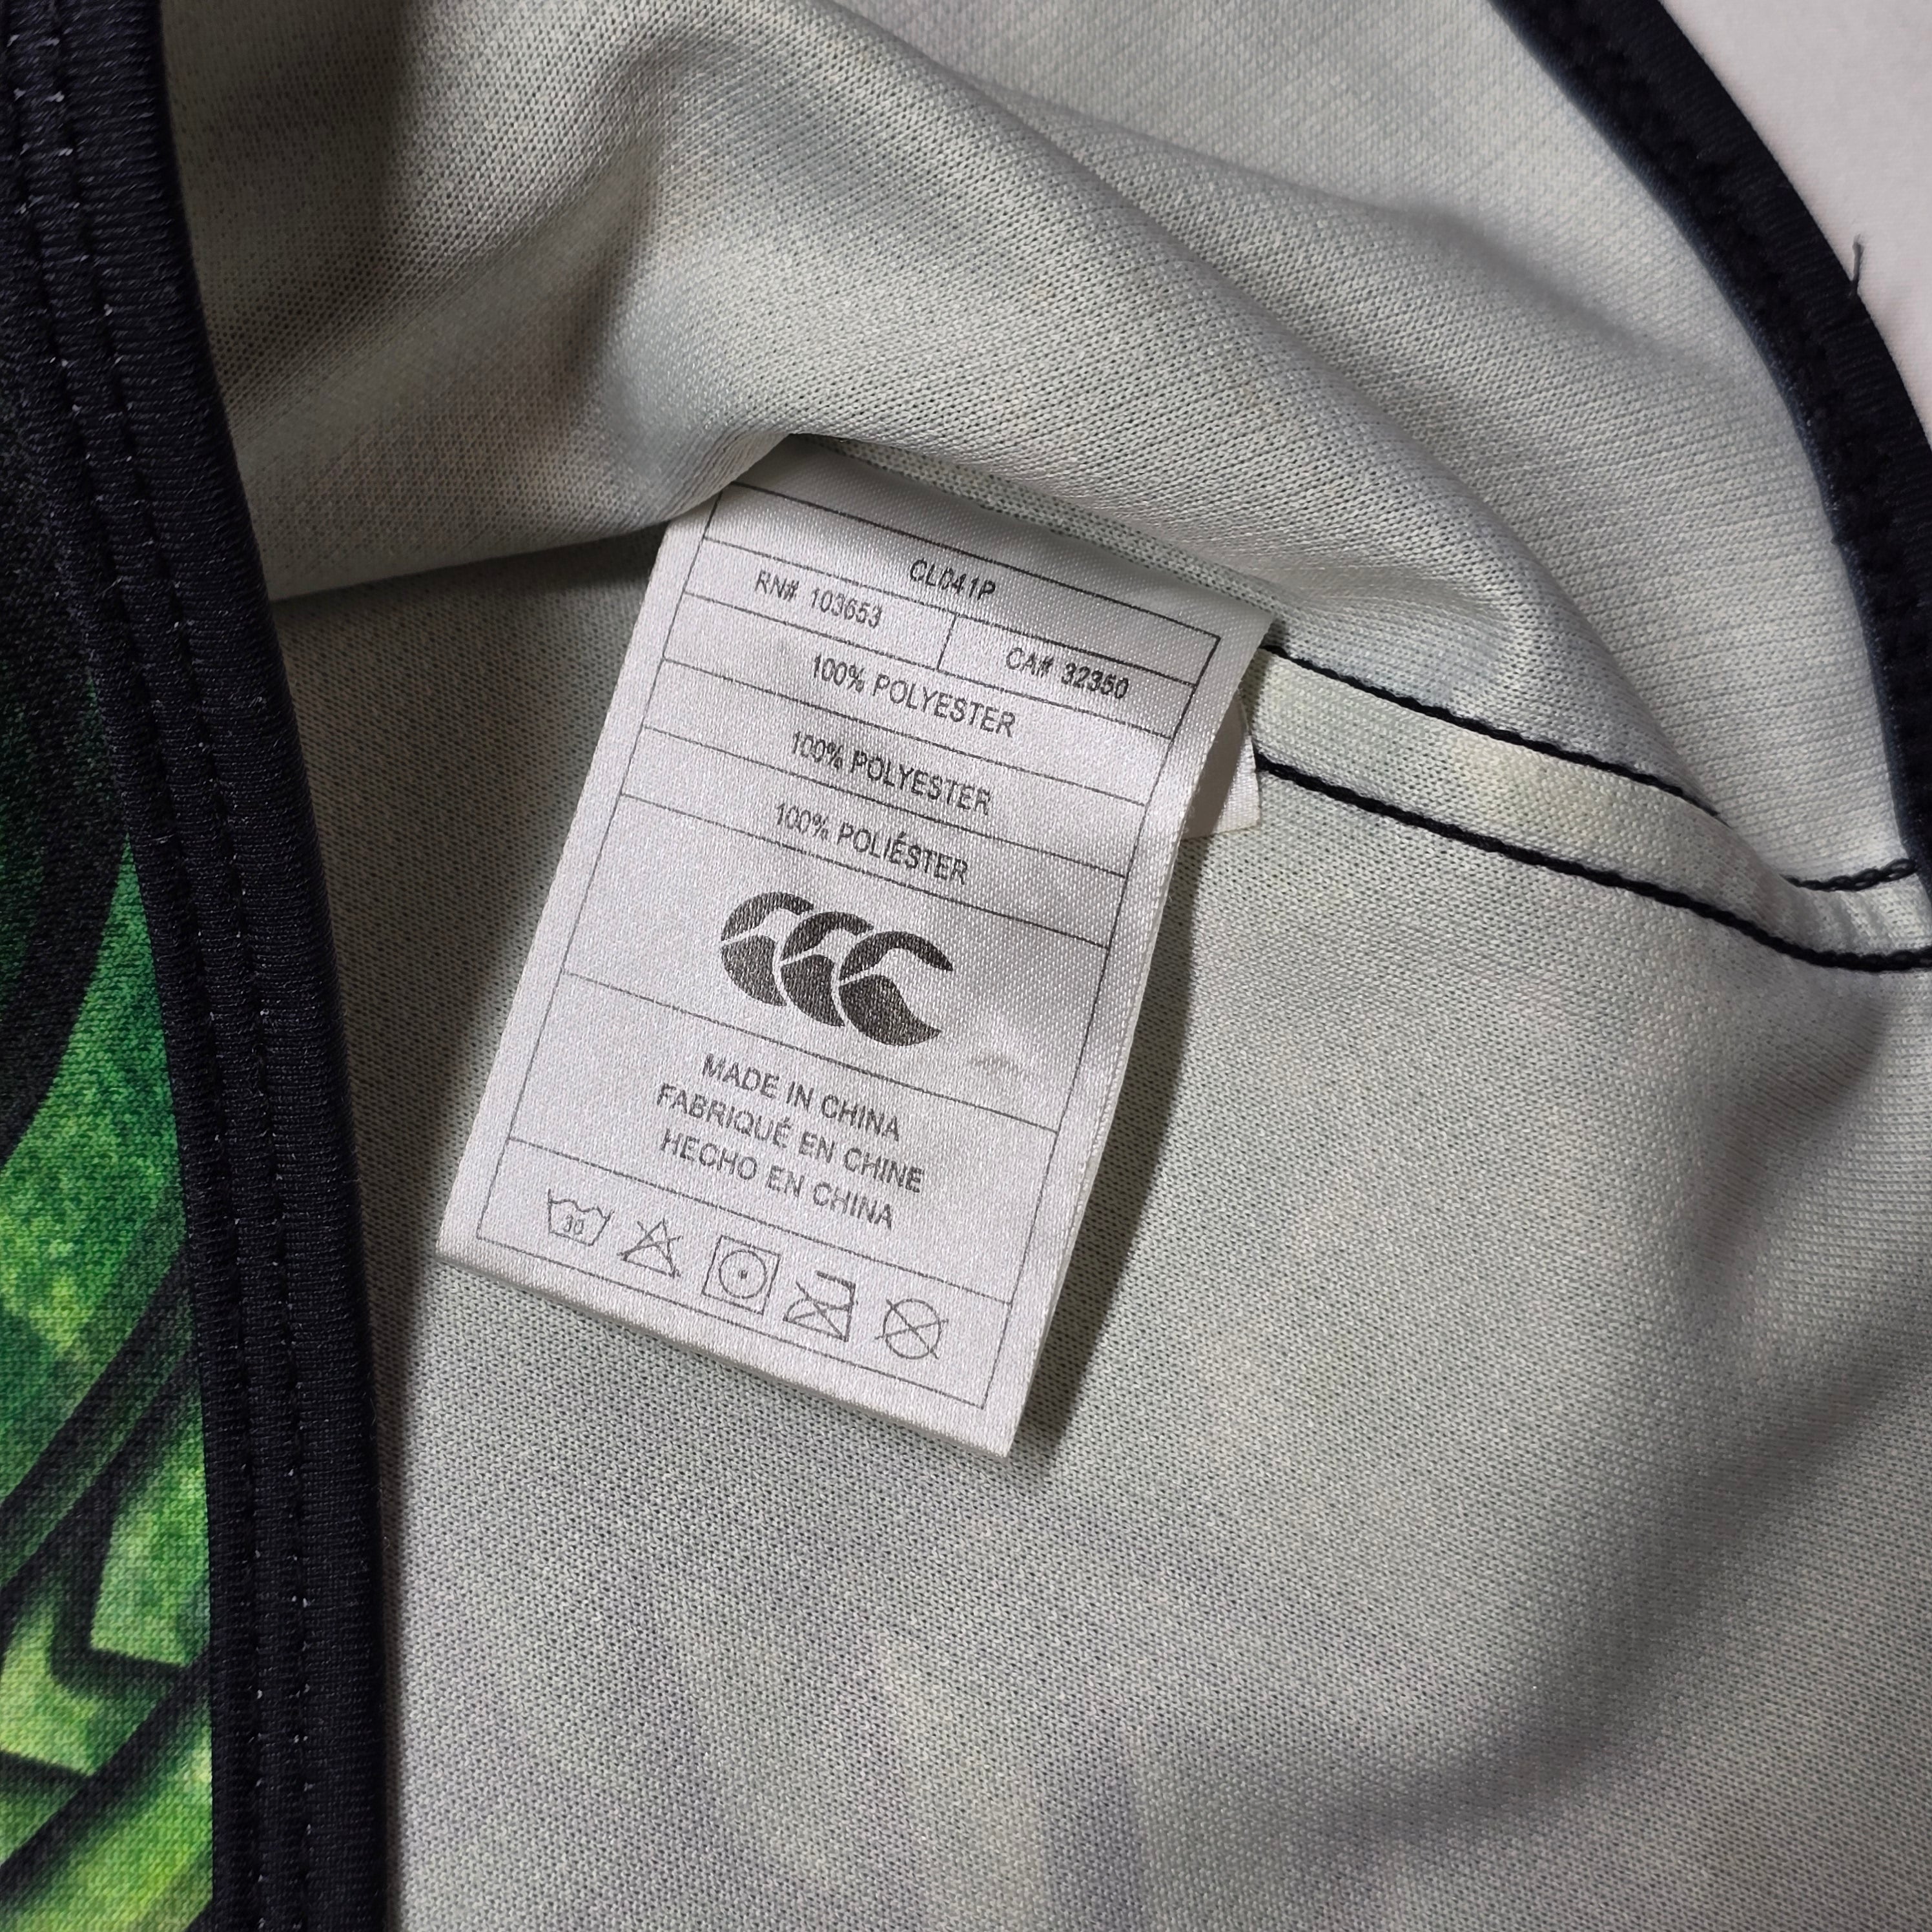 CL041P
RN# 103653
CA# 32350
100% POLYESTER
100% POLYESTER
100% POLIÉSTER
MADE IN CHINA
FABRIQUÉ EN CHINE
HECHO EN CHINA
30